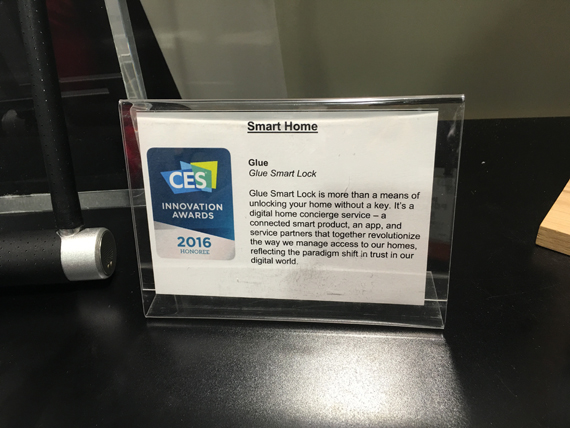 Smart Home
CES
INNOVATION
AWARDS
2016
HONOREE
Glue
Glue Smart Lock
Glue Smart Lock is more than a means of
unlocking your home without a key. It's a
digital home concierge service – a
connected smart product, an app, and
service partners that together revolutionize
the way we manage access to our homes,
reflecting the paradigm shift in trust in our
digital world.